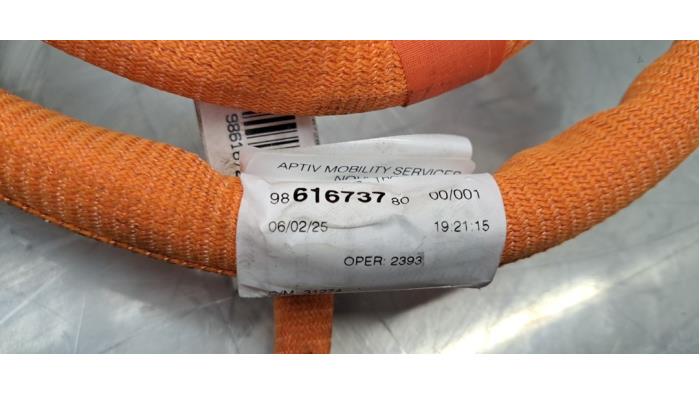 APTIV MOBILITY SERVICES
98 616737 80 00/001
06/02/25 19:21:15
OPER: 2393